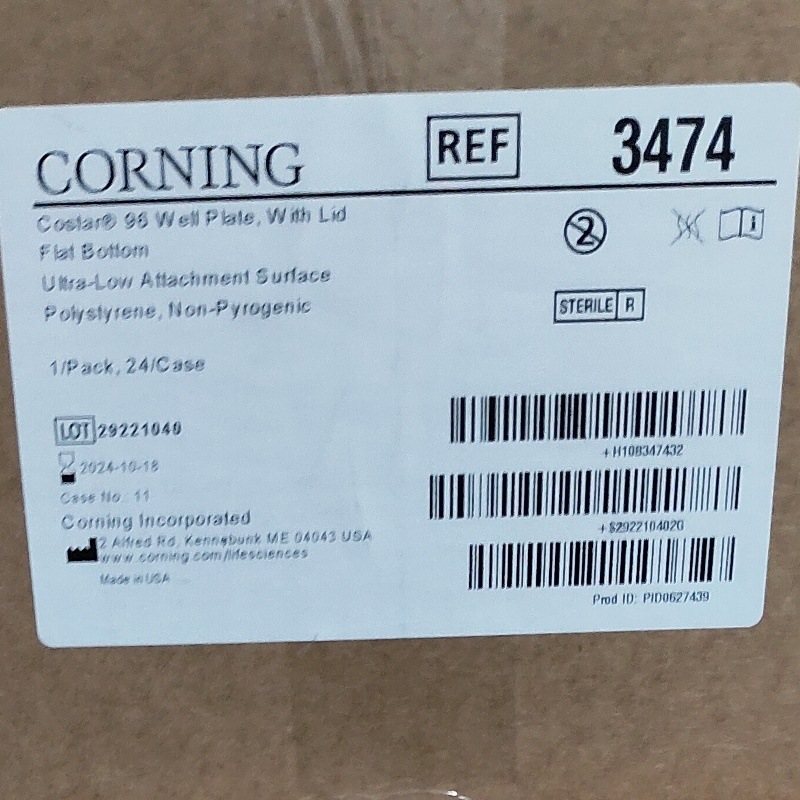 CORNING
REF
3474
Costar® 96 Well Plate, With Lid
Flat Bottom
Ultra-Low Attachment Surface
Polystyrene, Non-Pyrogenic
2
i
STERILE R
1/Pack, 24/Case
LOT 29221040
2024-10-18
Case No. 11
Corning Incorporated
2 Alfred Rd, Kennebunk ME 04043 USA
www.corning.com/lifesciences
Made in USA
+H108347432
+$292210402G
Prod ID: PID0627439